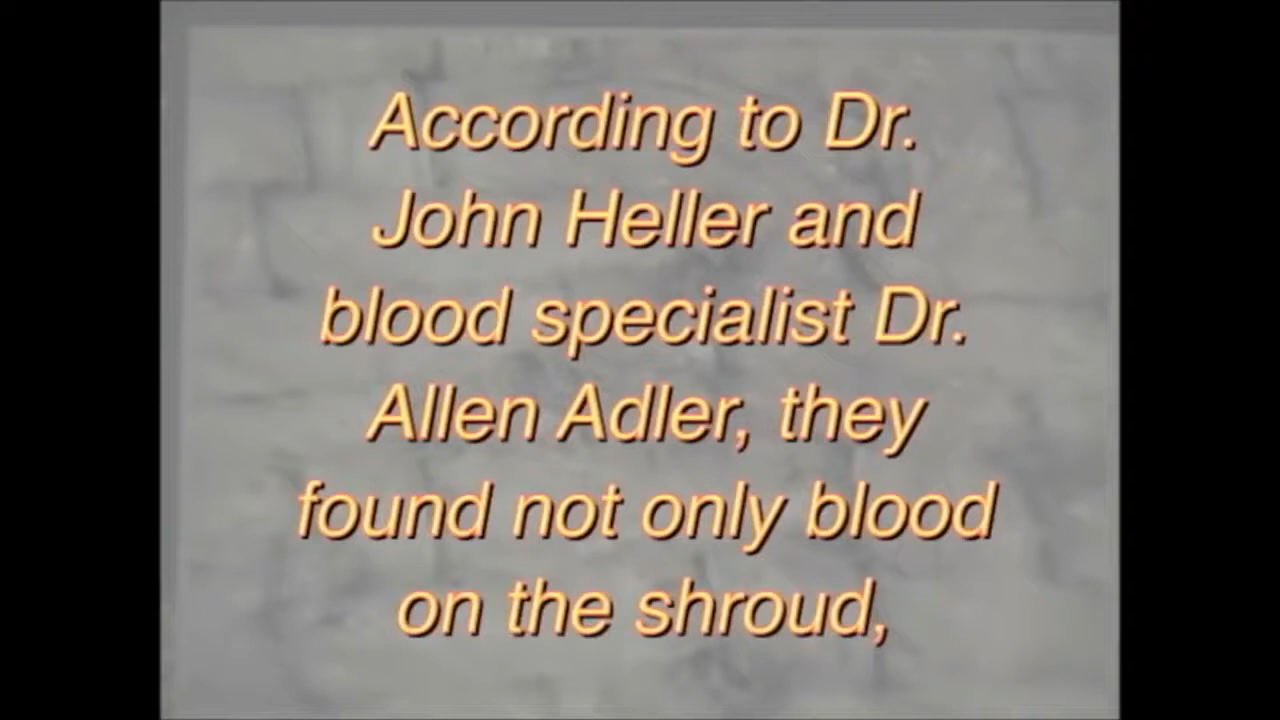 According to Dr.
John Heller and
blood specialist Dr.
Allen Adler, they
found not only blood
on the shroud,